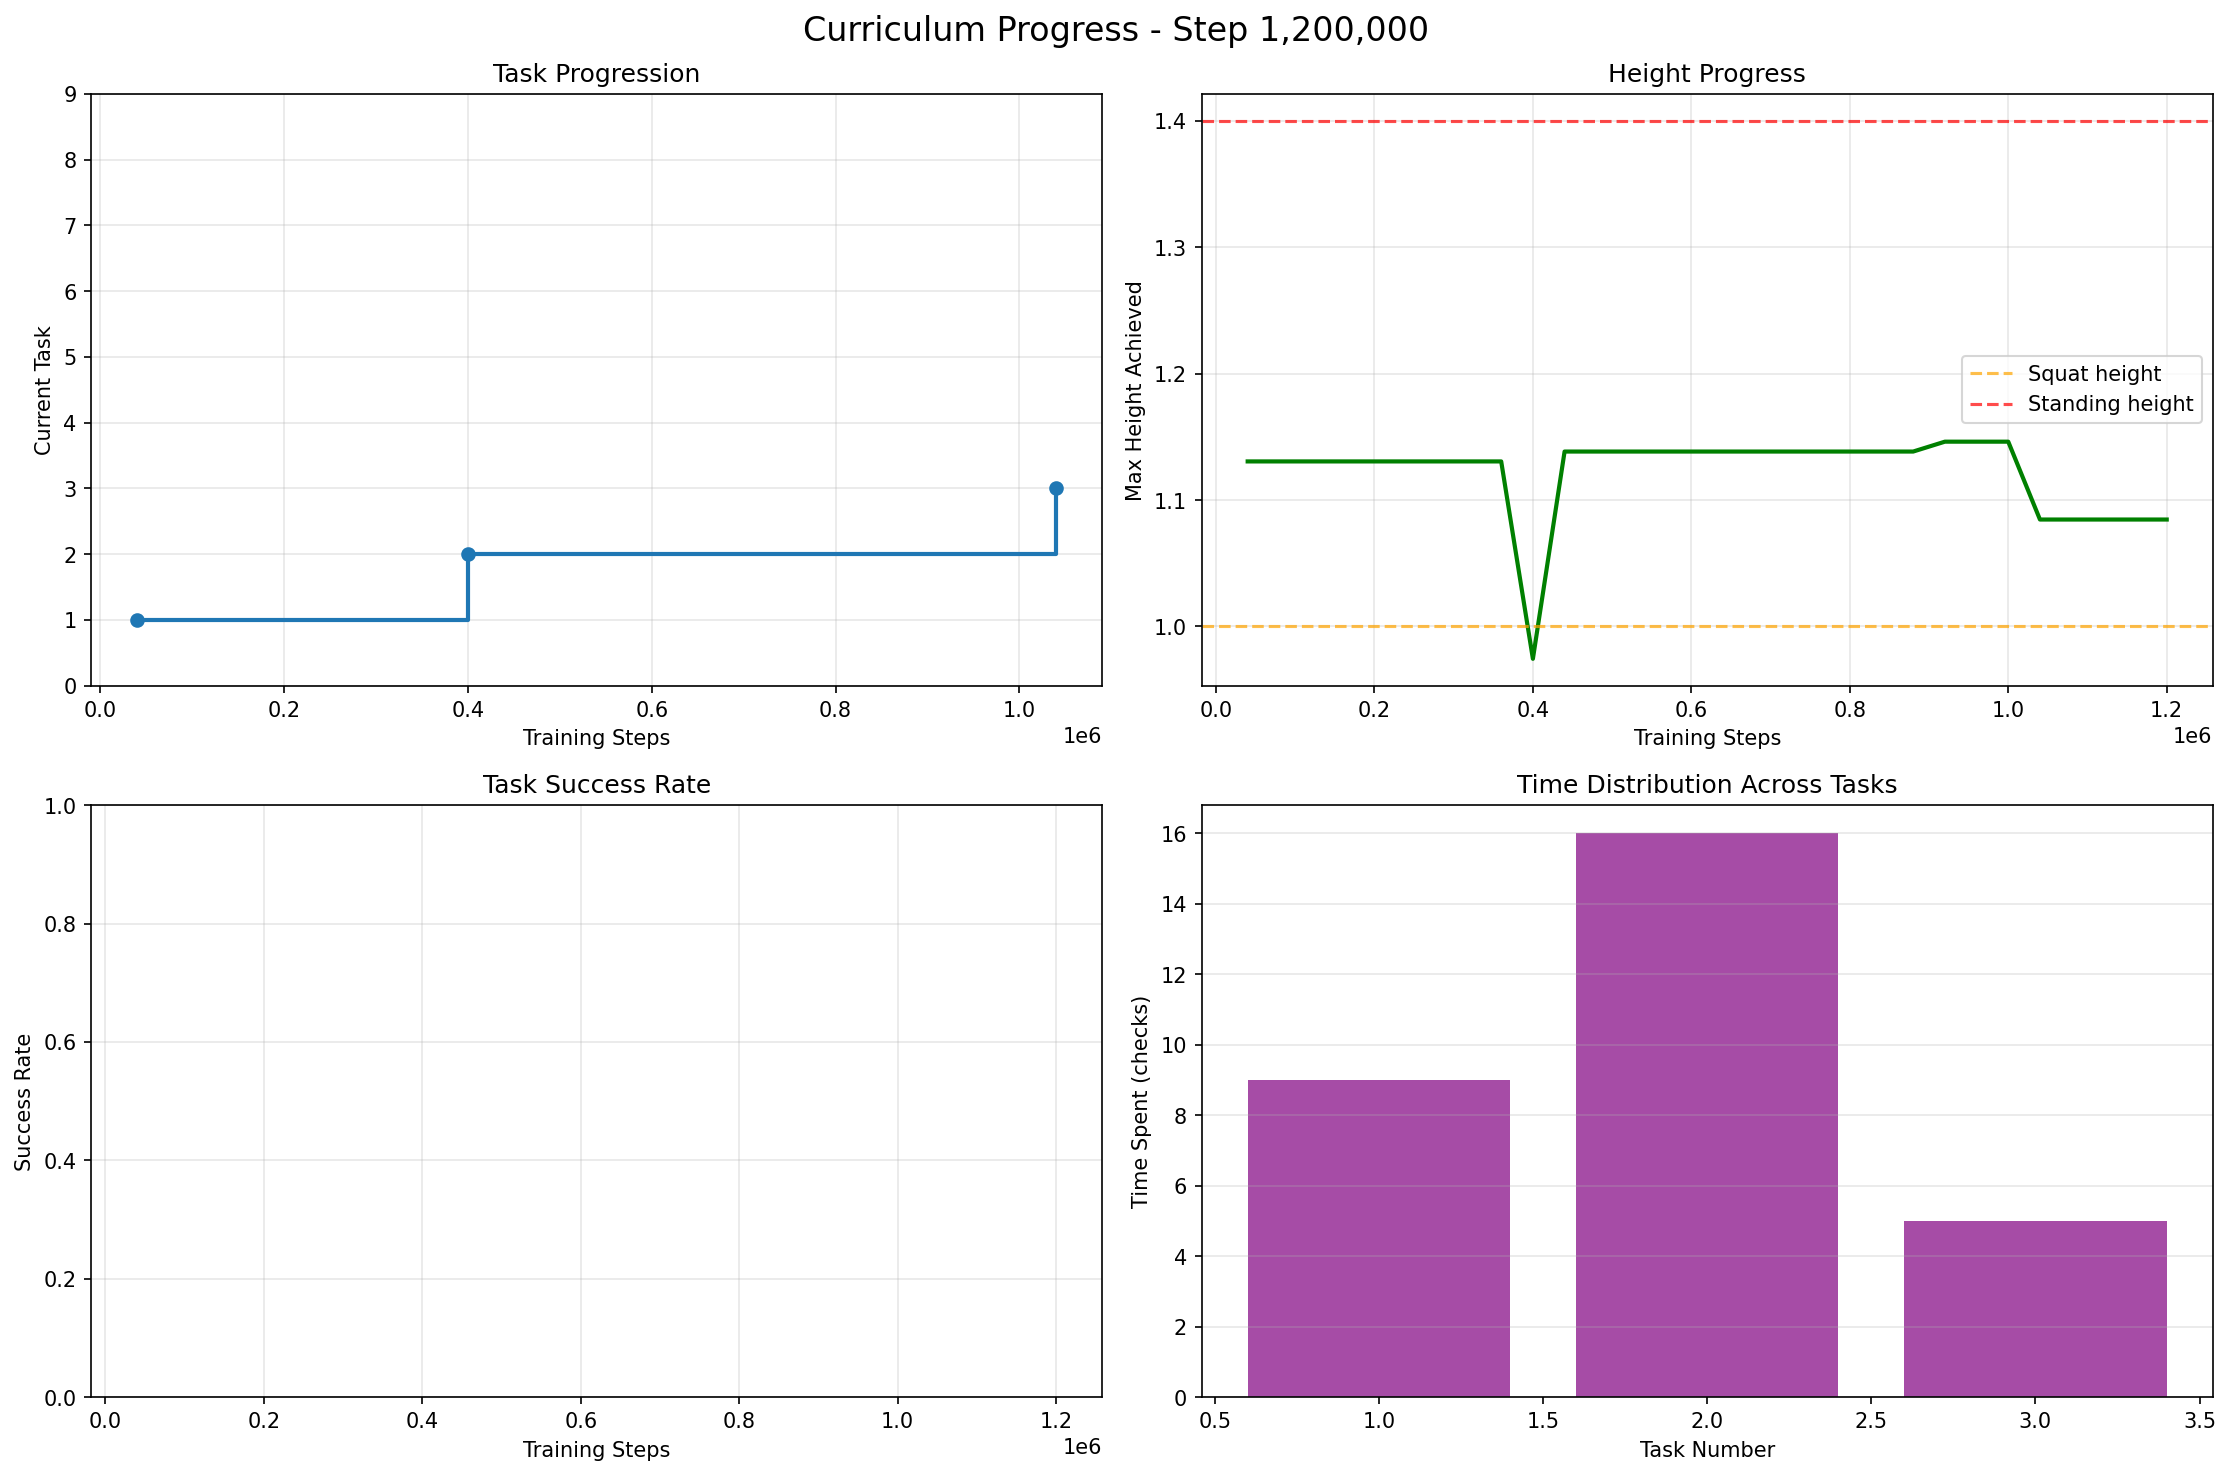 Curriculum Progress - Step 1,200,000
Task Progression
Current Task
9
8
7
6
5
4
3
2
1
0
0.0 0.2 0.4 0.6 0.8 1.0
1e6
Training Steps
Height Progress
Max Height Achieved
1.4
1.3
1.2
1.1
1.0
Squat height
Standing height
0.0 0.2 0.4 0.6 0.8 1.0 1.2
1e6
Training Steps
Task Success Rate
Success Rate
1.0
0.8
0.6
0.4
0.2
0.0
0.0 0.2 0.4 0.6 0.8 1.0 1.2
1e6
Training Steps
Time Distribution Across Tasks
Time Spent (checks)
16
14
12
10
8
6
4
2
0
0.5 1.0 1.5 2.0 2.5 3.0 3.5
Task Number